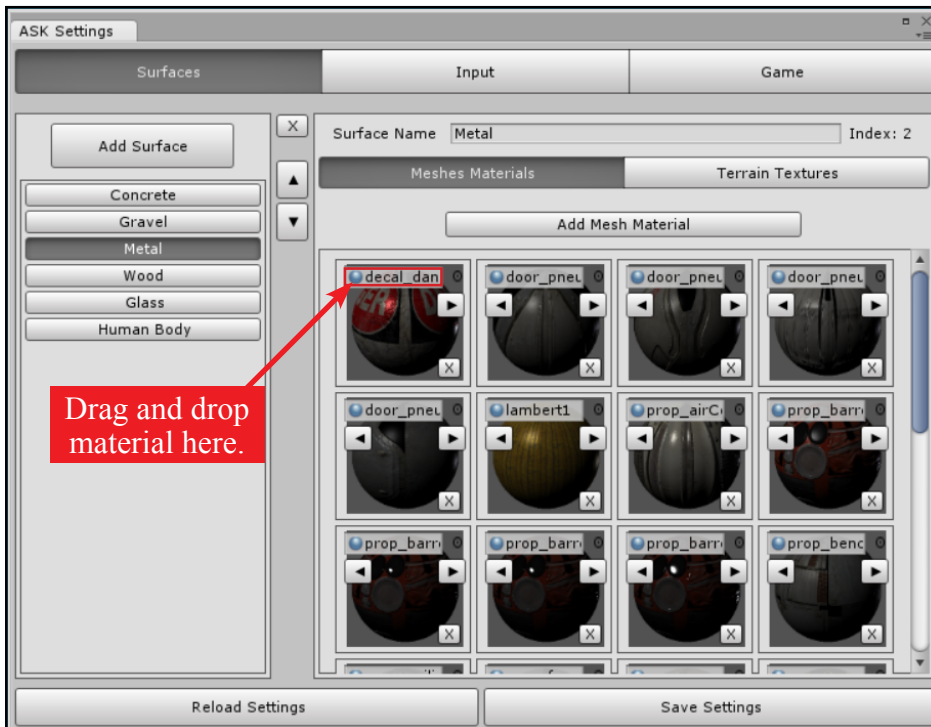 ASK Settings
Surfaces Input Game
Add Surface
X
Surface Name Metal Index: 2
Meshes Materials Terrain Textures
Concrete
Gravel
Metal
Wood
Glass
Human Body
Add Mesh Material
decal_dan door_pneu door_pneu door_pneu
X X X X
door_pneu lambert1 prop_airC prop_barr
X X X X
prop_barr prop_barr prop_barr prop_benc
X X X X
Drag and drop
material here.
Reload Settings Save Settings